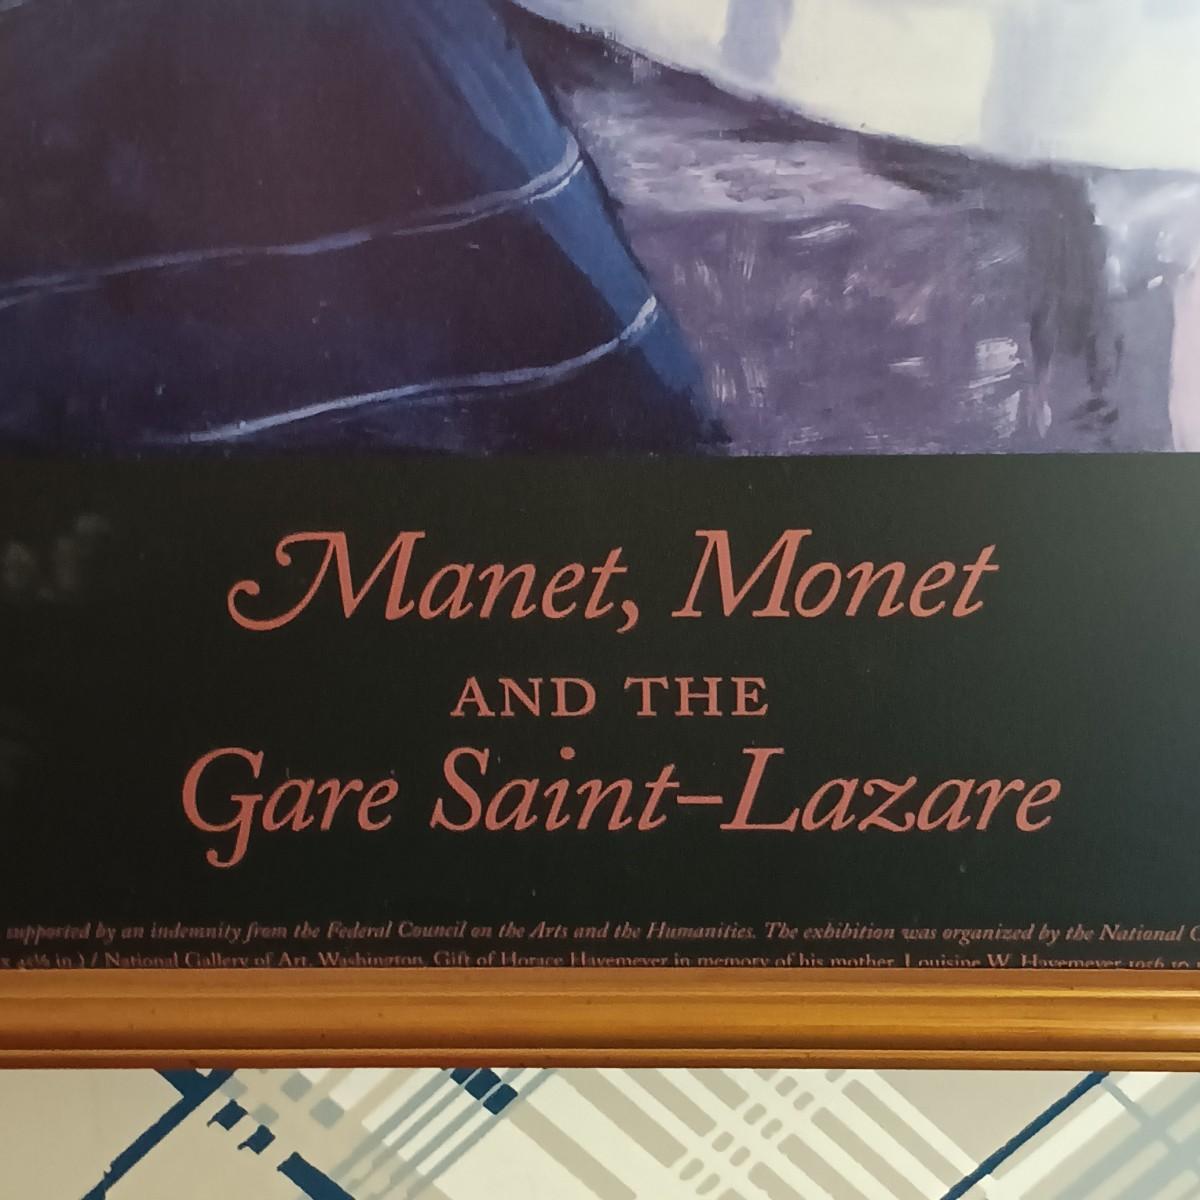 Manet, Monet
AND THE
Gare Saint-Lazare
supported by an indemnity from the Federal Council on the Arts and the Humanities. The exhibition was organized by the National
in.) / National Gallery of Art, Washington, Gift of Horace Havemeyer in memory of his mother, Louisine W. Havemeyer 1956